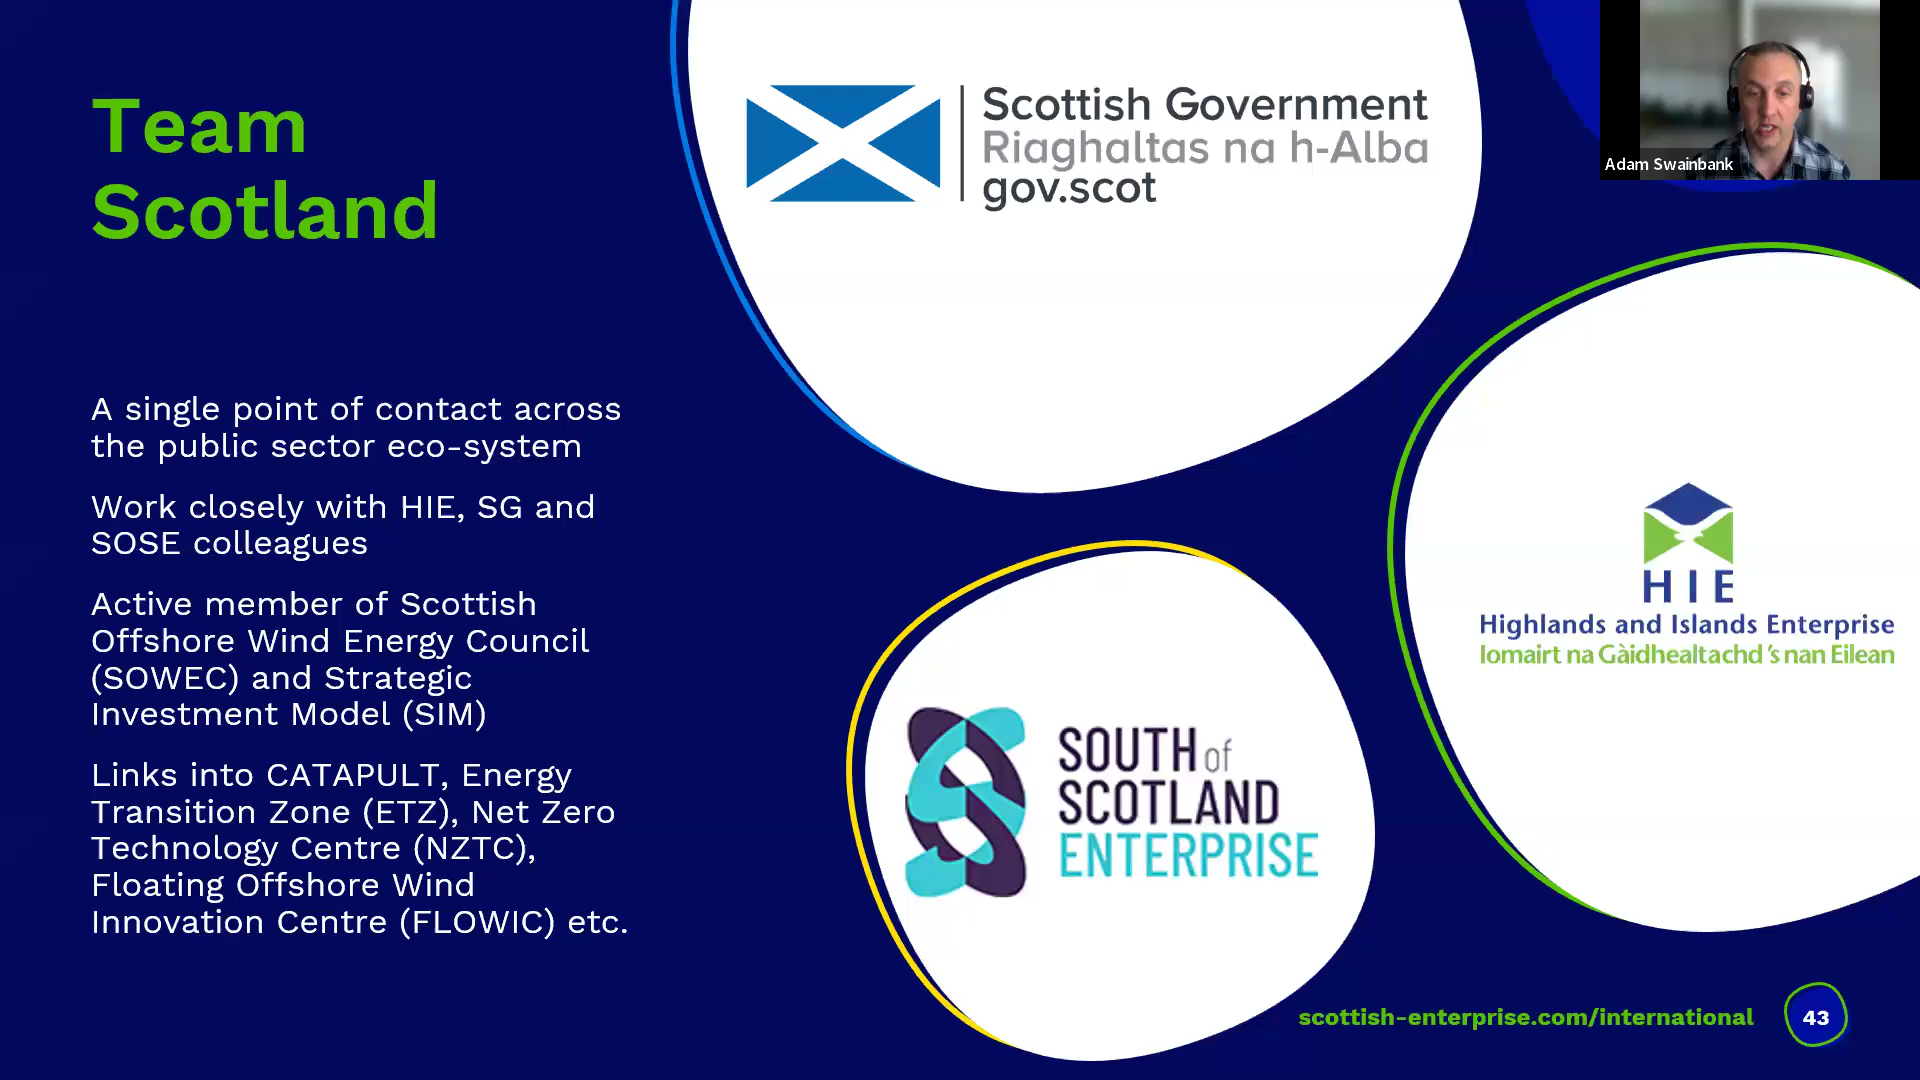 Team
Scotland
A single point of contact across
the public sector eco-system
Work closely with HIE, SG and
SOSE colleagues
Active member of Scottish
Offshore Wind Energy Council
(SOWEC) and Strategic
Investment Model (SIM)
Links into CATAPULT, Energy
Transition Zone (ETZ), Net Zero
Technology Centre (NZTC),
Floating Offshore Wind
Innovation Centre (FLOWIC) etc.
Scottish Government
Riaghaltas na h-Alba
gov.scot
Adam Swainbank
HIE
Highlands and Islands Enterprise
Iomairt na Gàidhealtachd 's nan Eilean
SOUTH of
SCOTLAND
ENTERPRISE
scottish-enterprise.com/international
43